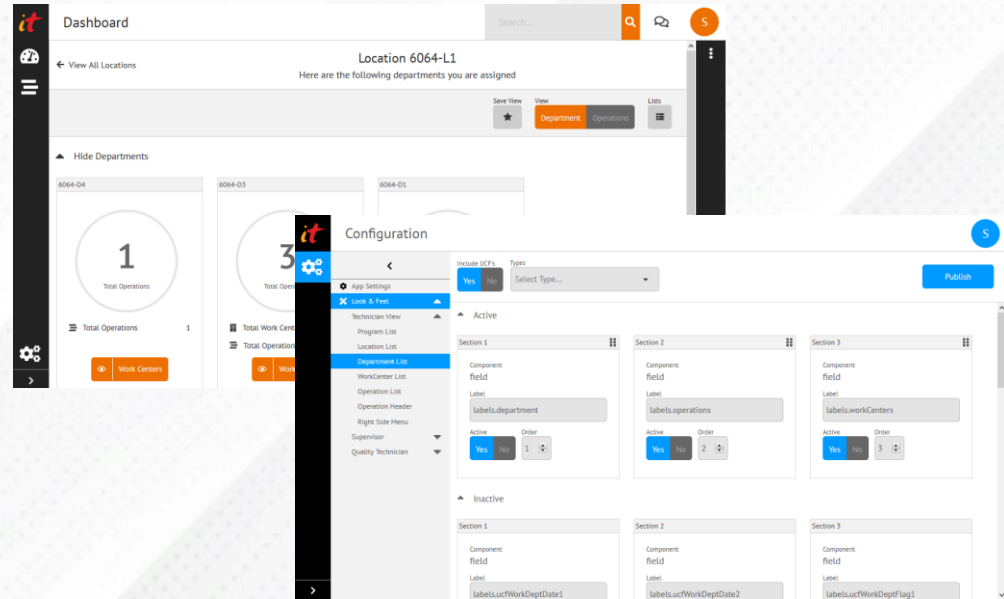 it
Dashboard
Search...
S
View All Locations
Location 6064-L1
Here are the following departments you are assigned
Save View
View
Lists
Department
Operations
Hide Departments
6064-D4
6064-D3
6064-D1
1
Total Operations
3
Total Operations 1
Total Operation
Work Centers
it
Configuration
S
App Settings
Look & Feel
Technician View
Program List
Location List
Department List
WorkCenter List
Operation List
Operation Header
Right Side Menu
Supervisor
Quality Technician
Include UCF's
Types
Yes No
Select Type...
Publish
Active
Section 1
Section 2
Section 3
Component
Component
Component
field
field
field
Label
Label
Label
labels.department
labels.operations
labels.workCenters
Active Order
Active Order
Active Order
Yes No 1
Yes No 2
Yes No 3
Inactive
Section 1
Section 2
Section 3
Component
Component
Component
field
field
field
Label
Label
Label
labels.ucfWorkDeptDate1
labels.ucfWorkDeptDate2
labels.ucfWorkDeptFlag1